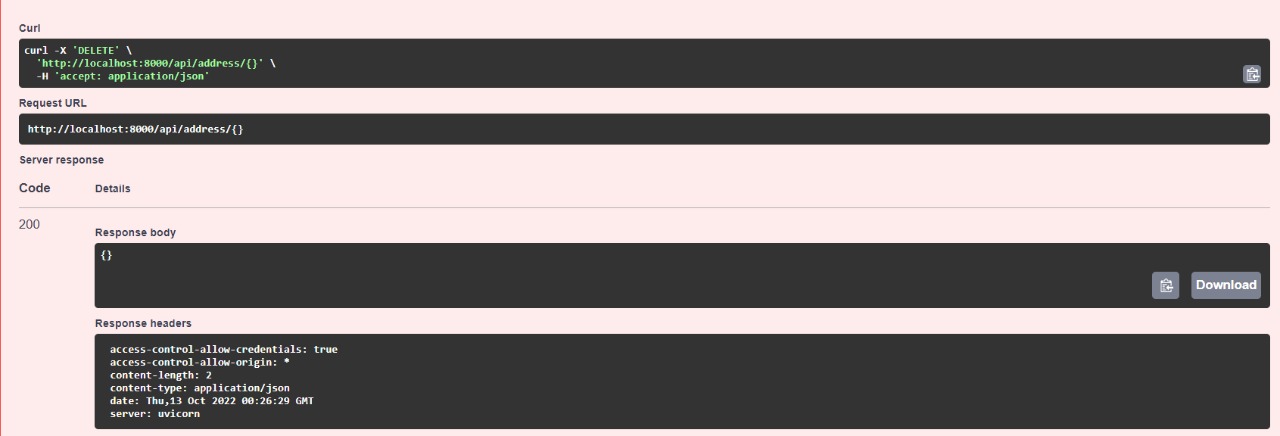 Curl
curl -X 'DELETE' \
'http://localhost:8000/api/address/{}' \
-H 'accept: application/json'
Request URL
http://localhost:8000/api/address/{}
Server response
Code Details
200
Response body
{}
Download
Response headers
access-control-allow-credentials: true
access-control-allow-origin: *
content-length: 2
content-type: application/json
date: Thu,13 Oct 2022 00:26:29 GMT
server: uvicorn